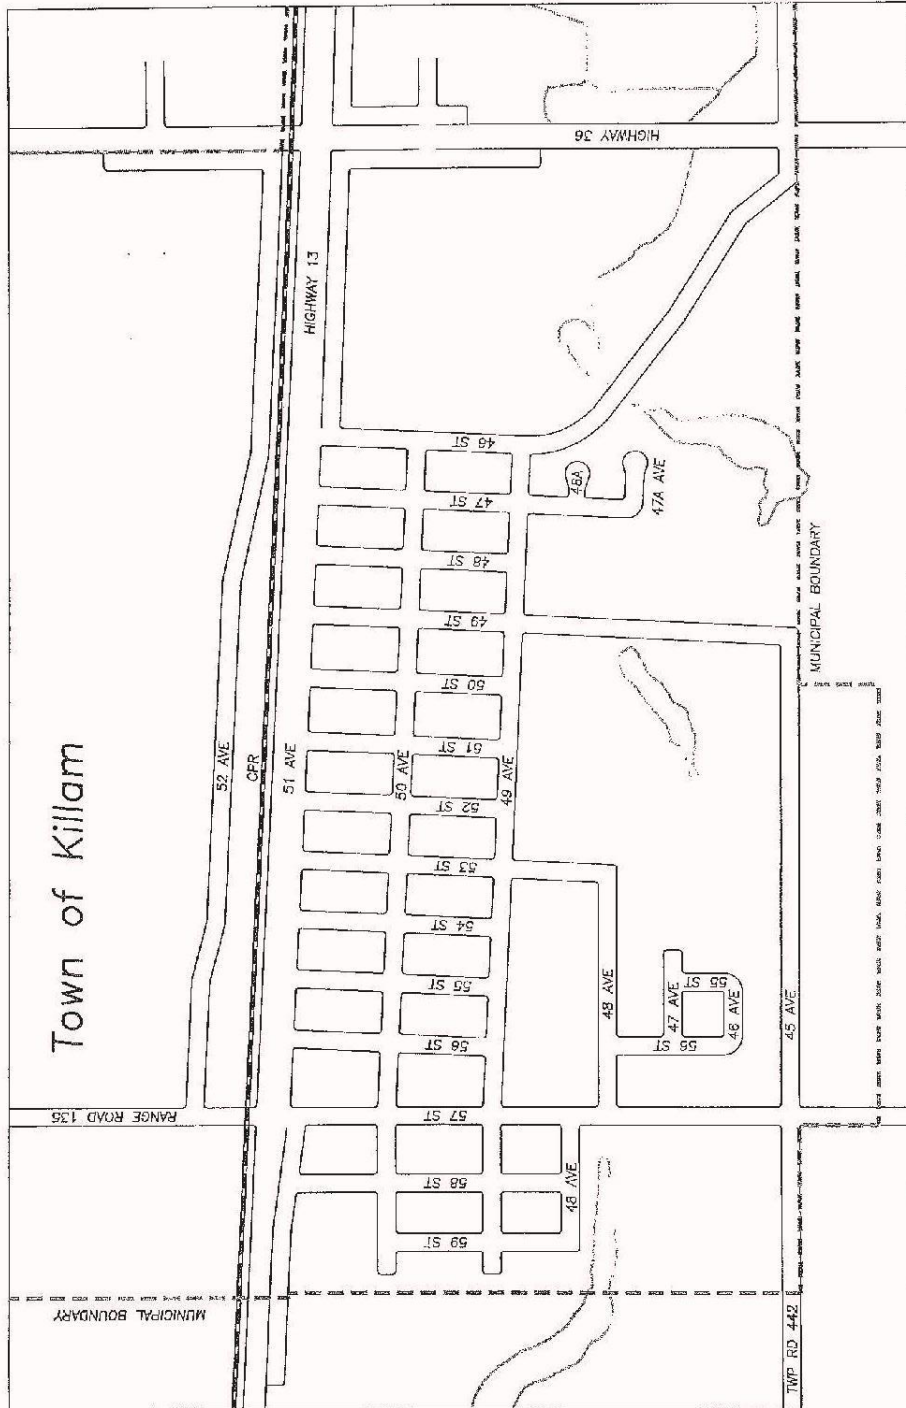 Town of Killam
RANGE ROAD 135
MUNICIPAL BOUNDARY
52 AVE
CPR
51 AVE
HIGHWAY 13
HIGHWAY 36
50 AVE
49 AVE
46 ST
47 ST
48 ST
49 ST
50 ST
51 ST
52 ST
53 ST
54 ST
55 ST
56 ST
57 ST
58 ST
59 ST
48A
47A AVE
48 AVE
48 AVE
47 AVE
46 AVE
55 ST
56 ST
45 AVE
MUNICIPAL BOUNDARY
TWP RD 442